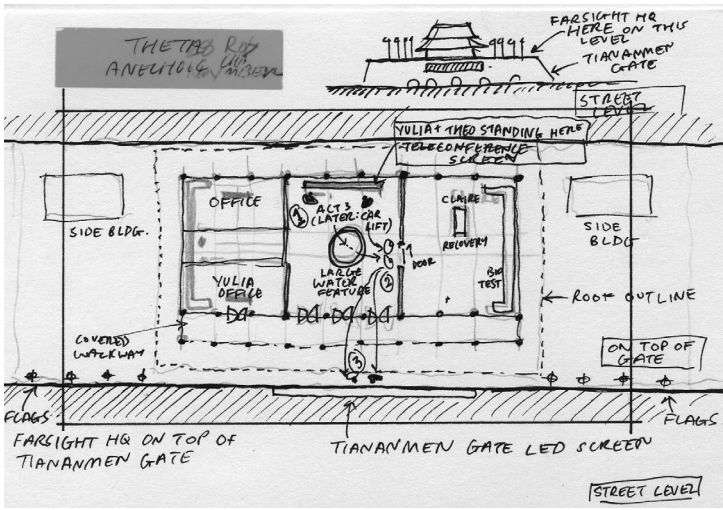 FARSIGHT HQ
HERE ON THIS
LEVEL
TIANANMEN
GATE
STREET
LEVEL
YULIA + THEO STANDING HERE
TELECONFERENCE
SCREEN
OFFICE
1
ACT 3
(LATER: CAR
LIFT)
CLAIRE
RECOVERY
SIDE BLDG.
SIDE
BLDG
DOOR
YULIA
OFFICE
LARGE
WATER
FEATURE
2
BIO
TEST
ROOF OUTLINE
COVERED
WALKWAY
3
ON TOP OF
GATE
FLAGS
FLAGS
FARSIGHT HQ ON TOP OF
TIANANMEN GATE
TIANANMEN GATE LED SCREEN
STREET LEVEL